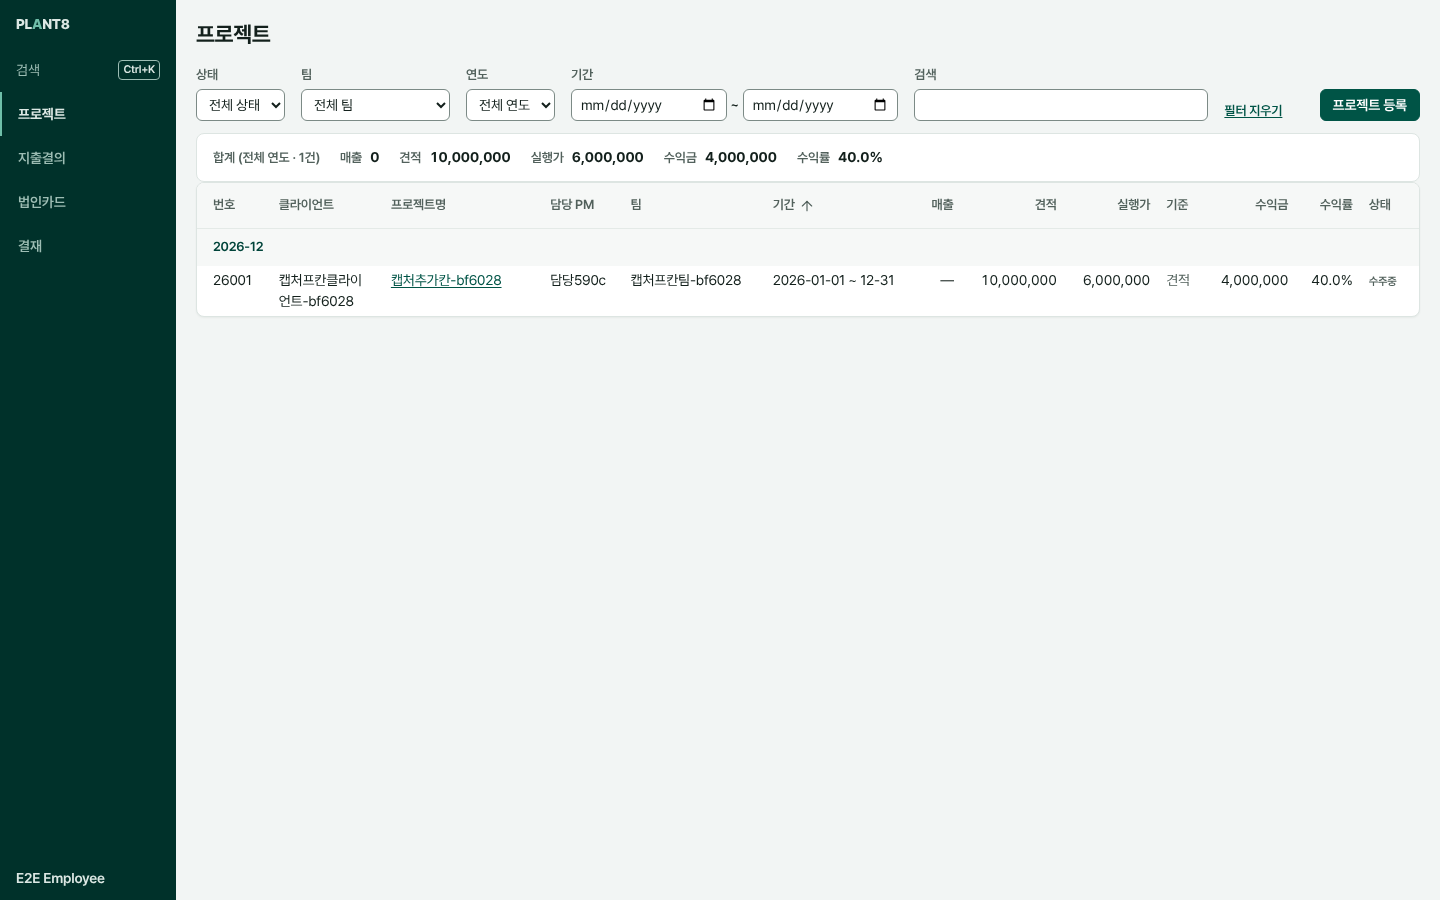 PLANT8
검색 Ctrl+K
프로젝트
지출결의
법인카드
결재
E2E Employee
프로젝트
상태 팀 연도 기간 검색
전체 상태 전체 팀 전체 연도 mm/dd/yyyy ~ mm/dd/yyyy 필터 지우기 프로젝트 등록
합계 (전체 연도 · 1건) 매출 0 견적 10,000,000 실행가 6,000,000 수익금 4,000,000 수익률 40.0%
번호 클라이언트 프로젝트명 담당 PM 팀 기간 ↑ 매출 견적 실행가 기준 수익금 수익률 상태
2026-12
26001 캡처프칸클라이 캡처추가칸-bf6028 담당590c 캡처프칸팀-bf6028 2026-01-01 ~ 12-31 — 10,000,000 6,000,000 견적 4,000,000 40.0% 수주중
언트-bf6028